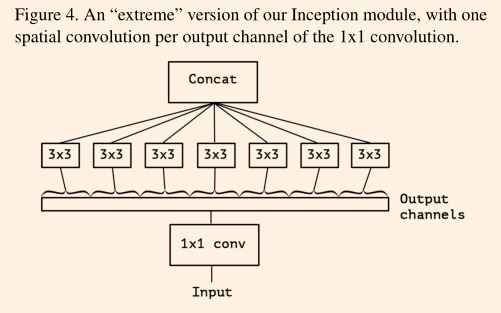 Figure 4. An “extreme” version of our Inception module, with one
spatial convolution per output channel of the 1x1 convolution.
Concat
3x3 3x3 3x3 3x3 3x3 3x3 3x3
Output
channels
1x1 conv
Input